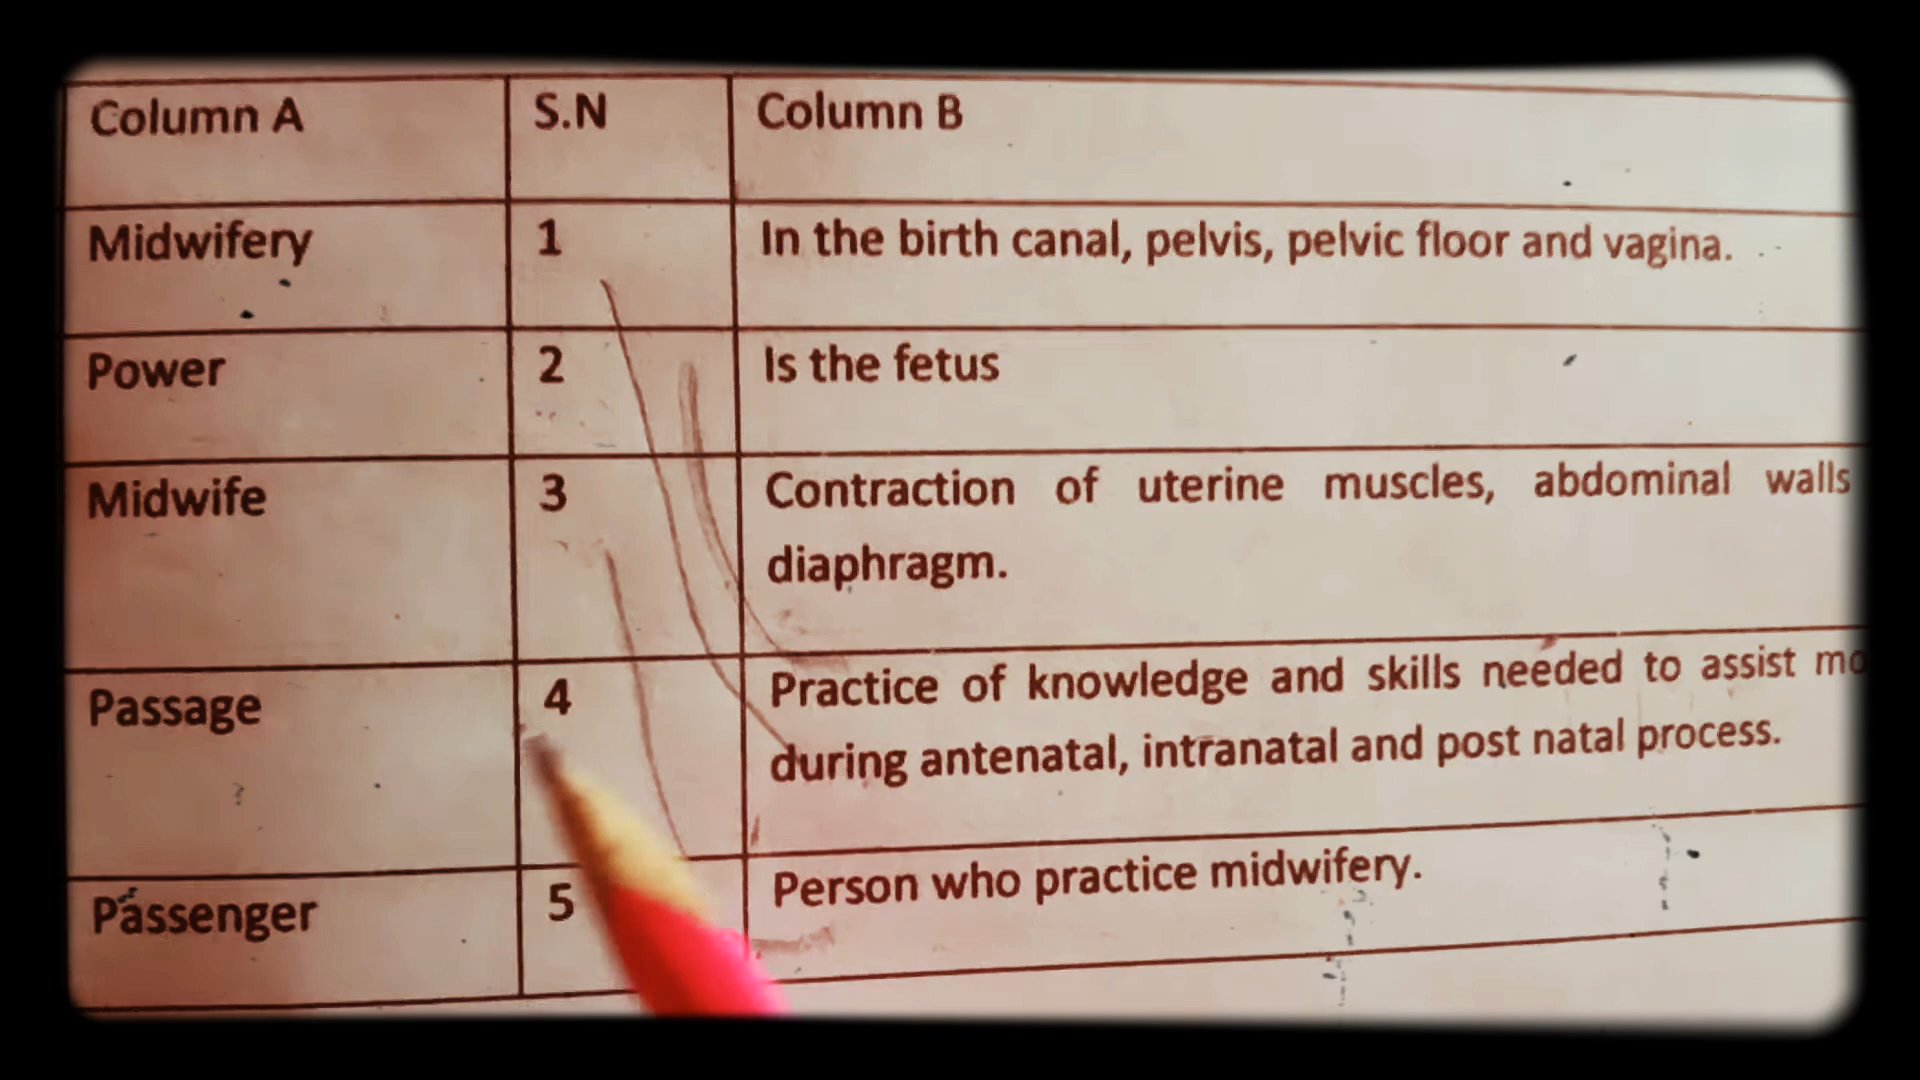 Column A S.N Column B
Midwifery 1 In the birth canal, pelvis, pelvic floor and vagina.
Power 2 Is the fetus
Midwife 3 Contraction of uterine muscles, abdominal walls
diaphragm.
Passage 4 Practice of knowledge and skills needed to assist
during antenatal, intranatal and post natal process.
Passenger 5 Person who practice midwifery.